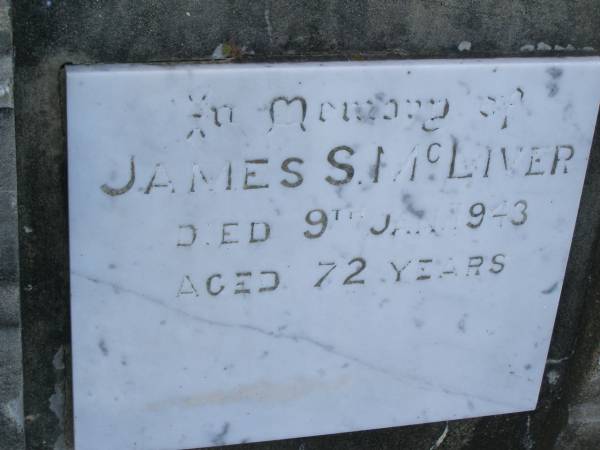 In Memory of
JAMES S. McLIVER
DIED 9TH JAN. 1943
AGED 72 YEARS